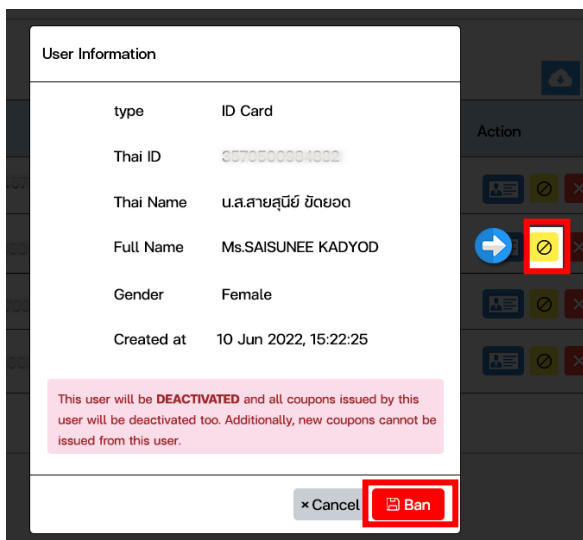 User Information
type ID Card
Action
Thai ID
Thai Name น.ส.สายสุนีย์ ขัดยอด
Full Name Ms.SAISUNEE KADYOD
Gender Female
Created at 10 Jun 2022, 15:22:25
This user will be DEACTIVATED and all coupons issued by this
user will be deactivated too. Additionally, new coupons cannot be
issued from this user.
× Cancel Ban